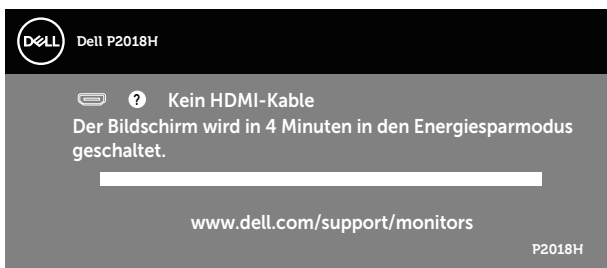 DELL
Dell P2018H
? Kein HDMI-Kable
Der Bildschirm wird in 4 Minuten in den Energiesparmodus
geschaltet.
www.dell.com/support/monitors
P2018H